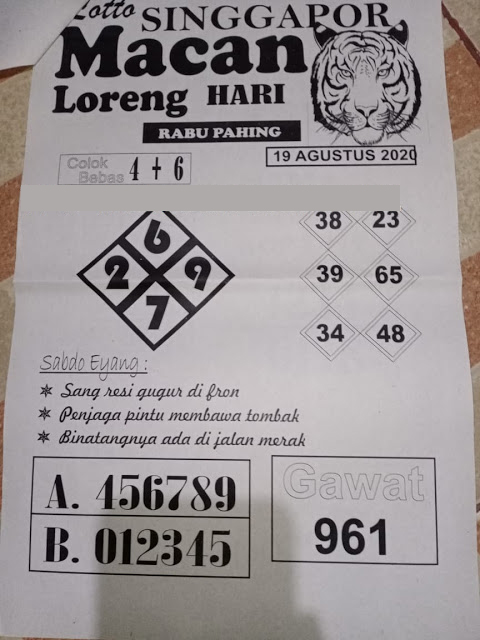 Lotto SINGGAPOR
Macan
Loreng HARI
RABU PAHING
19 AGUSTUS 2020
Colok
Bebas 4 + 6
6
2 9
7
38 23
39 65
34 48
Sabdo Eyang :
Sang resi gugur di fron
Penjaga pintu membawa tombak
Binatangnya ada di jalan merak
A. 456789
B. 012345
Gawat
961